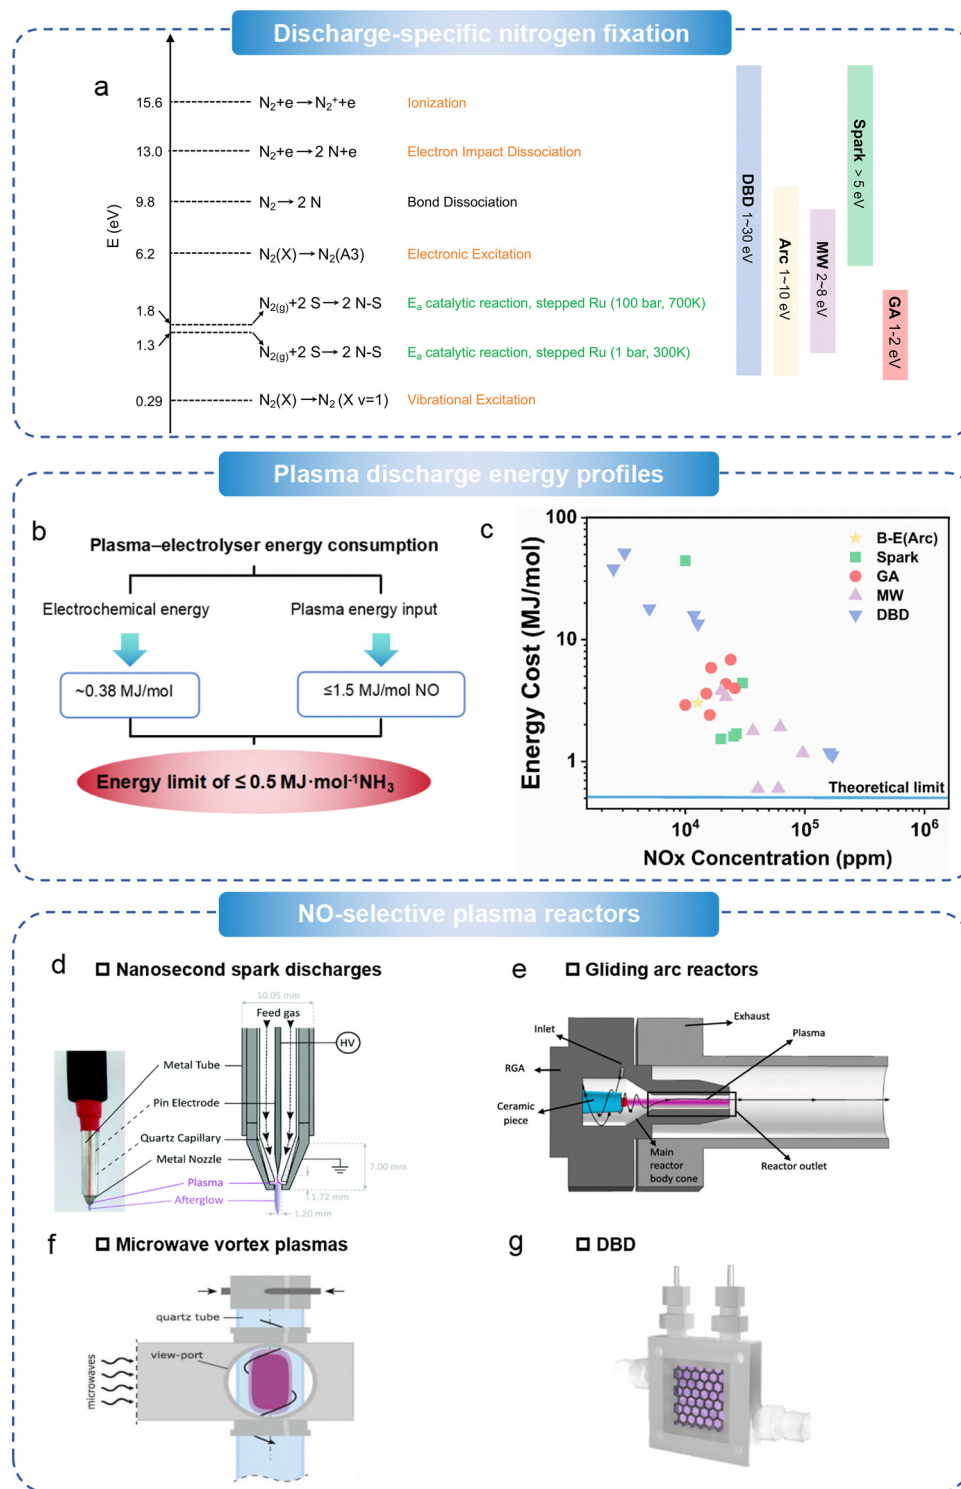 Discharge-specific nitrogen fixation
a
E (eV)
15.6
N₂+e→N₂⁺+e
Ionization
13.0
N₂+e→2 N+e
Electron Impact Dissociation
9.8
N₂→2 N
Bond Dissociation
6.2
N₂(X)→N₂(A3)
Electronic Excitation
1.8
N₂(g)+2 S→2 N-S
Eₐ catalytic reaction, stepped Ru (100 bar, 700K)
1.3
N₂(g)+2 S→2 N-S
Eₐ catalytic reaction, stepped Ru (1 bar, 300K)
0.29
N₂(X)→N₂ (X v=1)
Vibrational Excitation
DBD 1~30 eV
Arc 1~10 eV
MW 2~8 eV
Spark > 5 eV
GA 1-2 eV
Plasma discharge energy profiles
b
Plasma–electrolyser energy consumption
Electrochemical energy
Plasma energy input
~0.38 MJ/mol
≤1.5 MJ/mol NO
Energy limit of ≤ 0.5 MJ·mol⁻¹NH₃
c
Energy Cost (MJ/mol)
100
10
1
B-E(Arc)
Spark
GA
MW
DBD
Theoretical limit
10⁴
10⁵
10⁶
NOx Concentration (ppm)
NO-selective plasma reactors
d
Nanosecond spark discharges
10.05 mm
Feed gas
HV
Metal Tube
Pin Electrode
Quartz Capillary
Metal Nozzle
Plasma
Afterglow
7.00 mm
1.72 mm
1.20 mm
e
Gliding arc reactors
Exhaust
Inlet
Plasma
RGA
Ceramic
piece
Main
reactor
body cone
Reactor outlet
f
Microwave vortex plasmas
quartz tube
view-port
microwaves
g
DBD